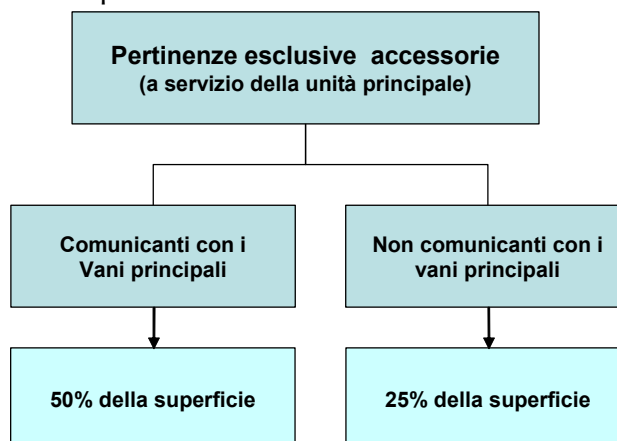 Pertinenze esclusive accessorie
(a servizio della unità principale)
Comunicanti con i
Vani principali
Non comunicanti con i
vani principali
50% della superficie
25% della superficie